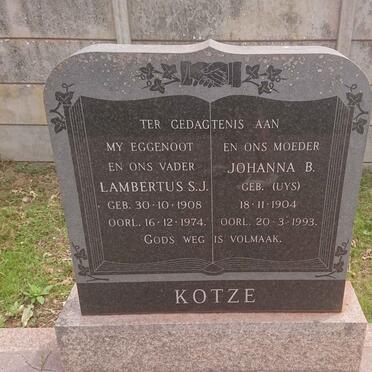 TER GEDAGTENIS AAN
MY EGGENOOT
EN ONS VADER
LAMBERTUS S.J.
GEB. 30-10-1908
OORL. 16-12-1974.
EN ONS MOEDER
JOHANNA B.
GEB. (UYS)
18-11-1904
OORL. 20-3-1993.
GODS WEG IS VOLMAAK.
KOTZE